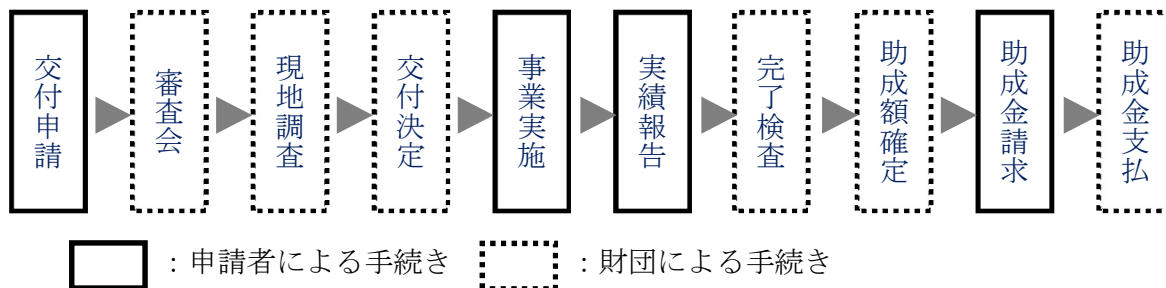 交付申請
審査会
現地調査
交付決定
事業実施
実績報告
完了検査
助成額確定
助成金請求
助成金支払
：申請者による手続き
：財団による手続き